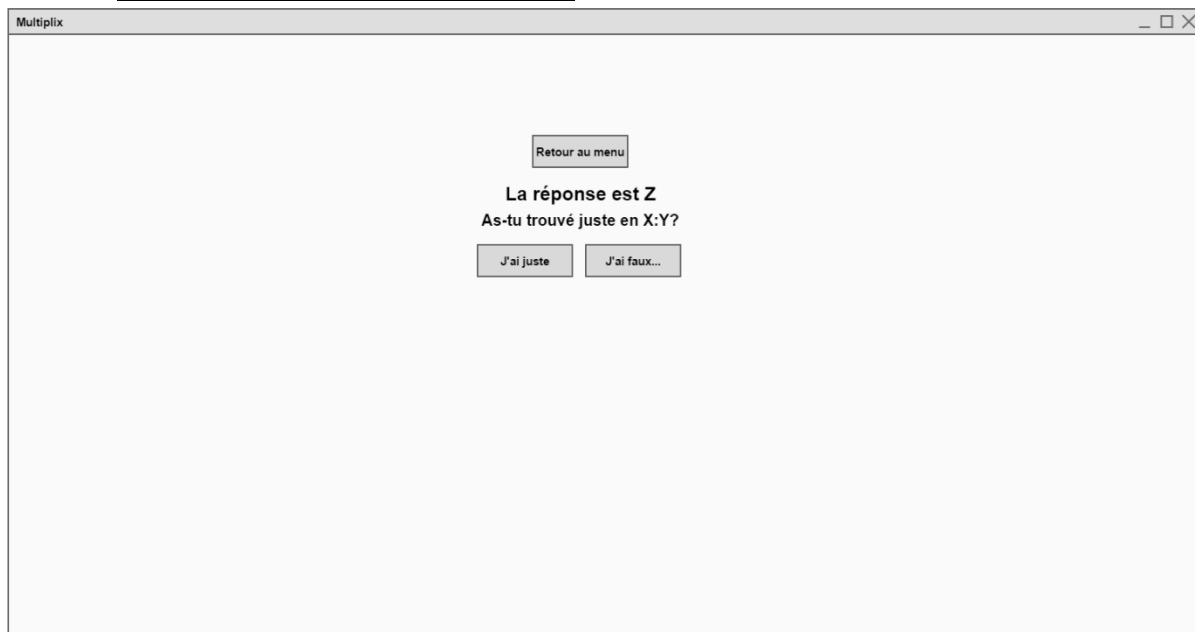 Multiplix
Retour au menu
La réponse est Z
As-tu trouvé juste en X:Y?
J'ai juste
J'ai faux...